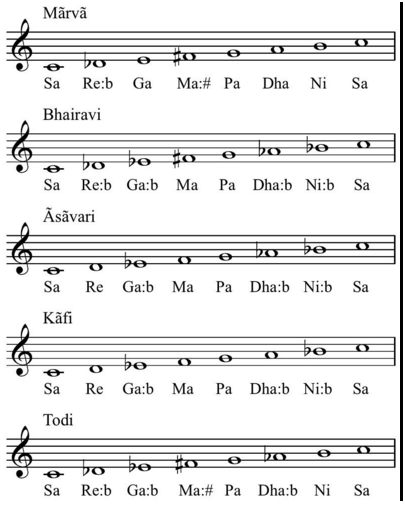 Mãrvã
Sa Re:b Ga Ma:# Pa Dha Ni Sa
Bhairavi
Sa Re:b Ga:b Ma Pa Dha:b Ni:b Sa
Ãsãvari
Sa Re Ga:b Ma Pa Dha:b Ni:b Sa
Kãfi
Sa Re Ga:b Ma Pa Dha:b Ni:b Sa
Todi
Sa Re:b Ga:b Ma:# Pa Dha:b Ni Sa